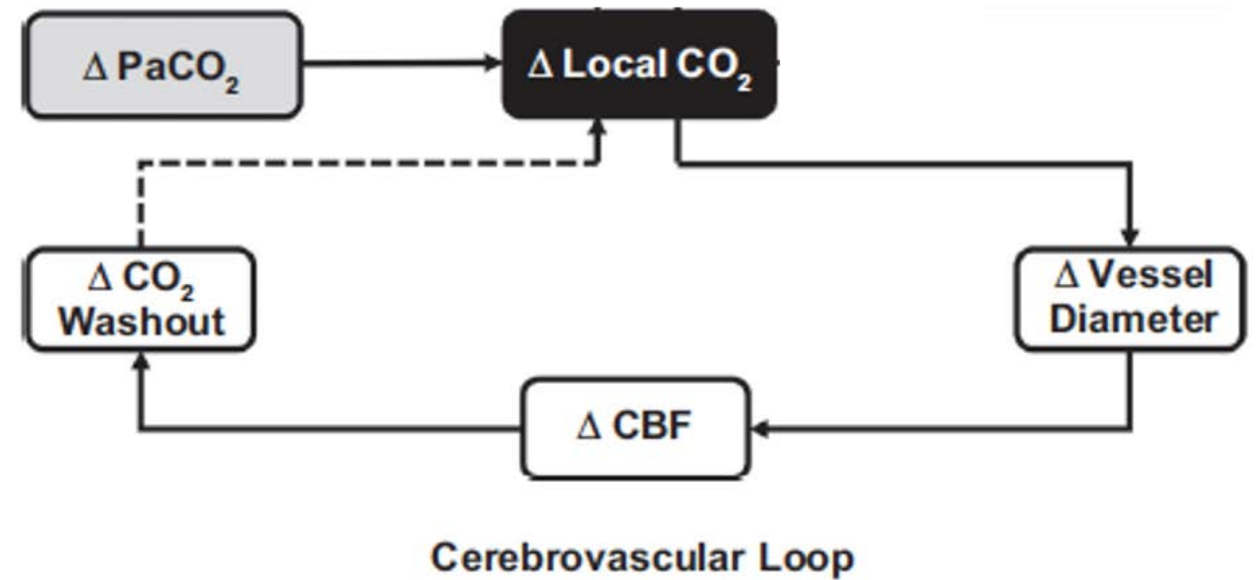 Δ PaCO₂
Δ Local CO₂
Δ CO₂
Washout
Δ Vessel
Diameter
Δ CBF
Cerebrovascular Loop